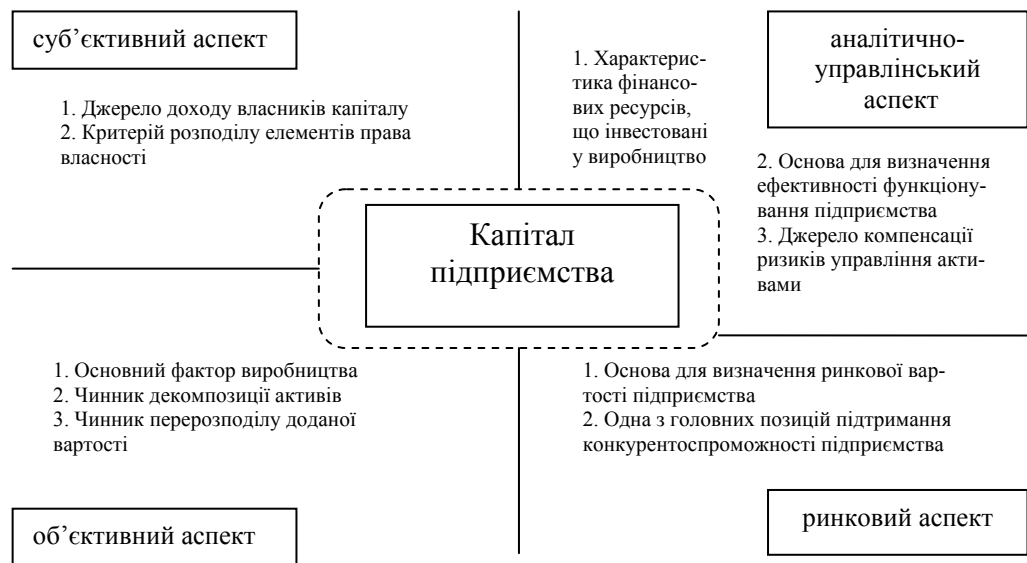 суб’єктивний аспект
1. Джерело доходу власників капіталу
2. Критерій розподілу елементів права
власності
1. Характерис-
тика фінансо-
вих ресурсів,
що інвестовані
у виробництво
аналітично-
управлінський
аспект
2. Основа для визначення
ефективності функціону-
вання підприємства
3. Джерело компенсації
ризиків управління акти-
вами
Капітал
підприємства
1. Основний фактор виробництва
2. Чинник декомпозиції активів
3. Чинник перерозподілу доданої
вартості
об’єктивний аспект
1. Основа для визначення ринкової вар-
тості підприємства
2. Одна з головних позицій підтримання
конкурентоспроможності підприємства
ринковий аспект